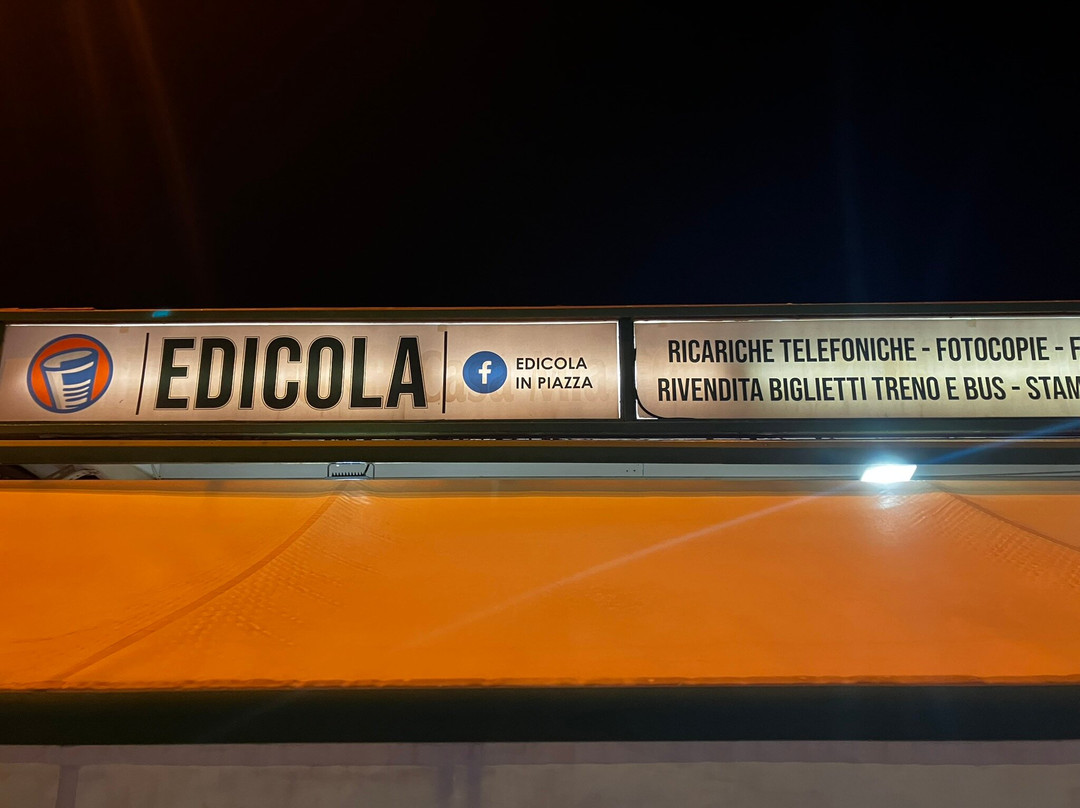 EDICOLA
f EDICOLA
IN PIAZZA
RICARICHE TELEFONICHE - FOTOCOPIE -
RIVENDITA BIGLIETTI TRENO E BUS -